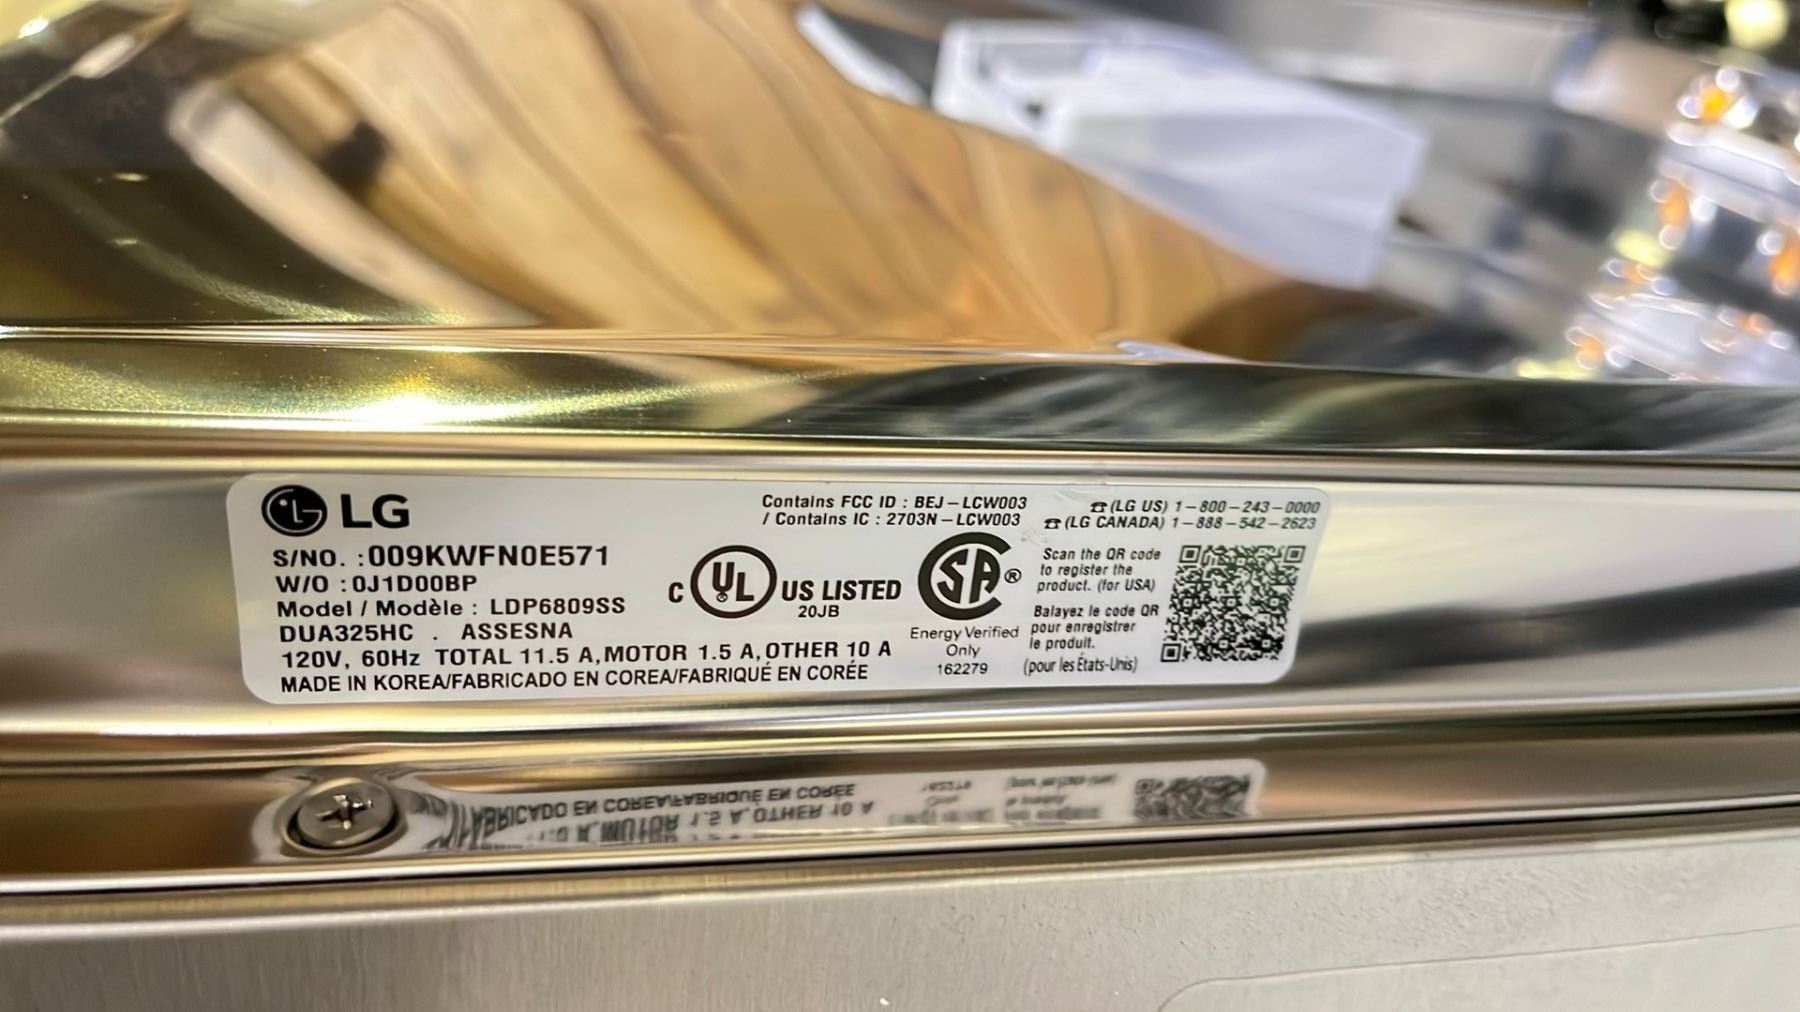 LG
Contains FCC ID : BEJ-LCW003
/ Contains IC : 2703N-LCW003
☎(LG US) 1-800-243-0000
☎(LG CANADA) 1-888-542-2623
S/NO. :009KWFN0E571
W/O :0J1D00BP
Model / Modèle : LDP6809SS
DUA325HC . ASSESNA
120V, 60Hz TOTAL 11.5 A,MOTOR 1.5 A,OTHER 10 A
MADE IN KOREA/FABRICADO EN COREA/FABRIQUÉ EN CORÉE
C UL ® US LISTED
20JB
SA ®
Energy Verified
Only
162279
Scan the QR code
to register the
product. (for USA)
Balayez le code QR
pour enregistrer
le produit.
(pour les États-Unis)